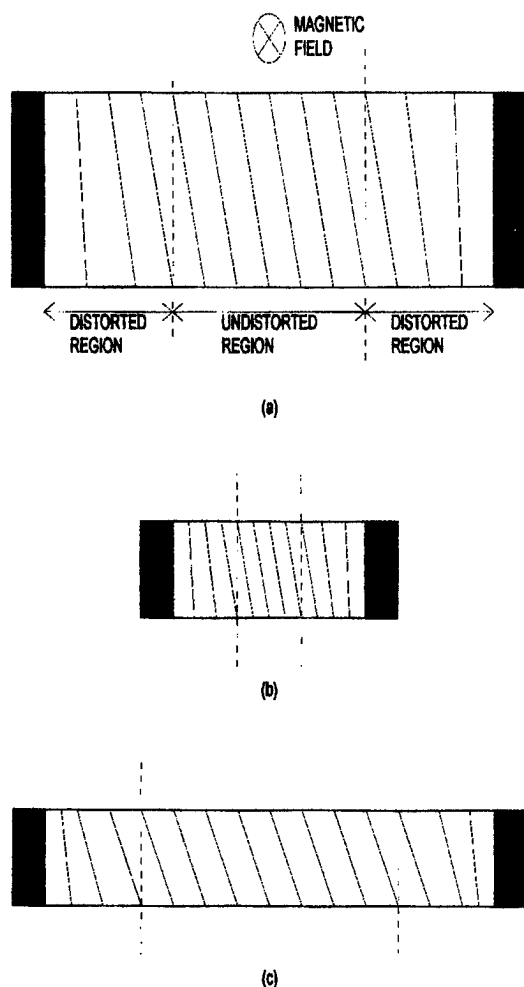 MAGNETIC
FIELD
DISTORTED
REGION
UNDISTORTED
REGION
DISTORTED
REGION
(a)
(b)
(c)